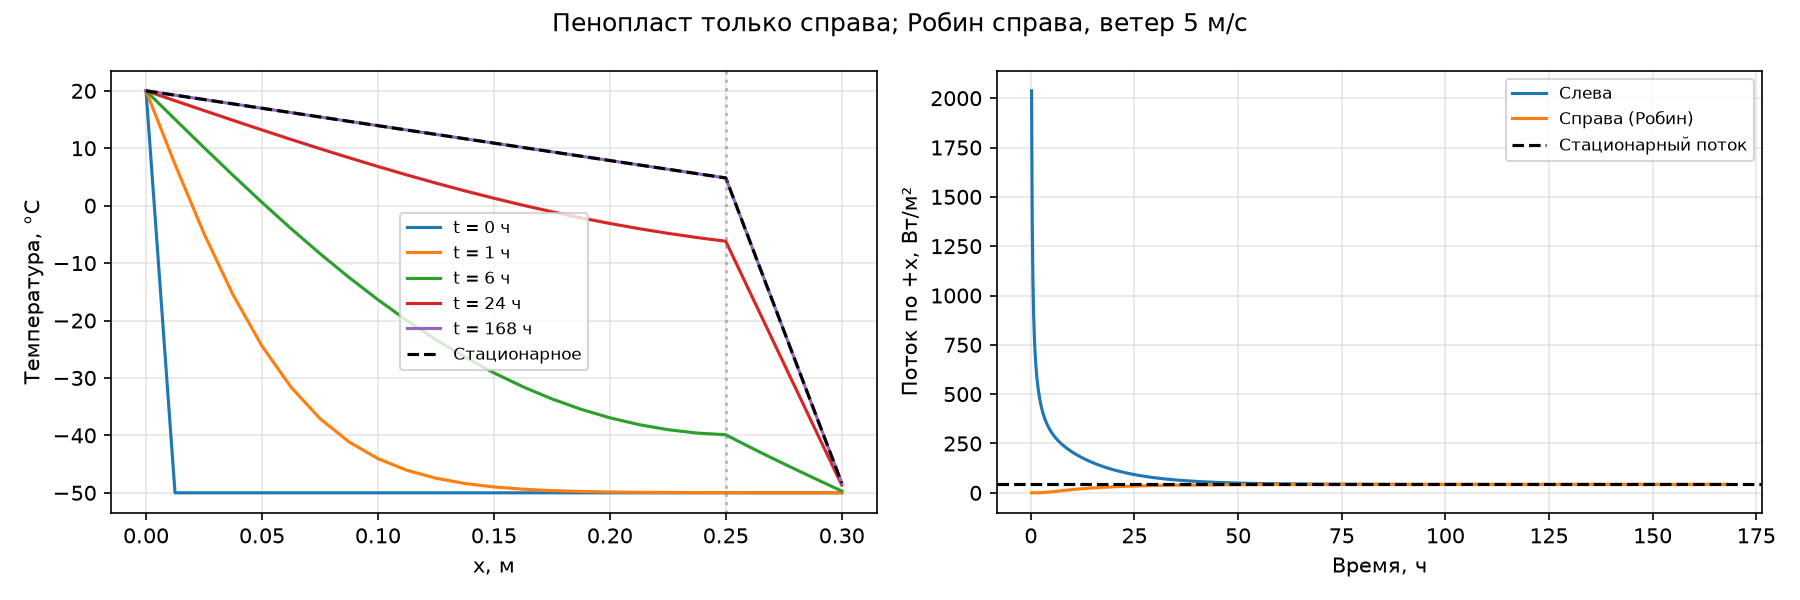 Пенопласт только справа; Робин справа, ветер 5 м/с
Температура, °C
20
10
0
−10
−20
−30
−40
−50
t = 0 ч
t = 1 ч
t = 6 ч
t = 24 ч
t = 168 ч
Стационарное
0.00 0.05 0.10 0.15 0.20 0.25 0.30
x, м
Поток по +x, Вт/м²
2000
1750
1500
1250
1000
750
500
250
0
Слева
Справа (Робин)
Стационарный поток
0 25 50 75 100 125 150 175
Время, ч